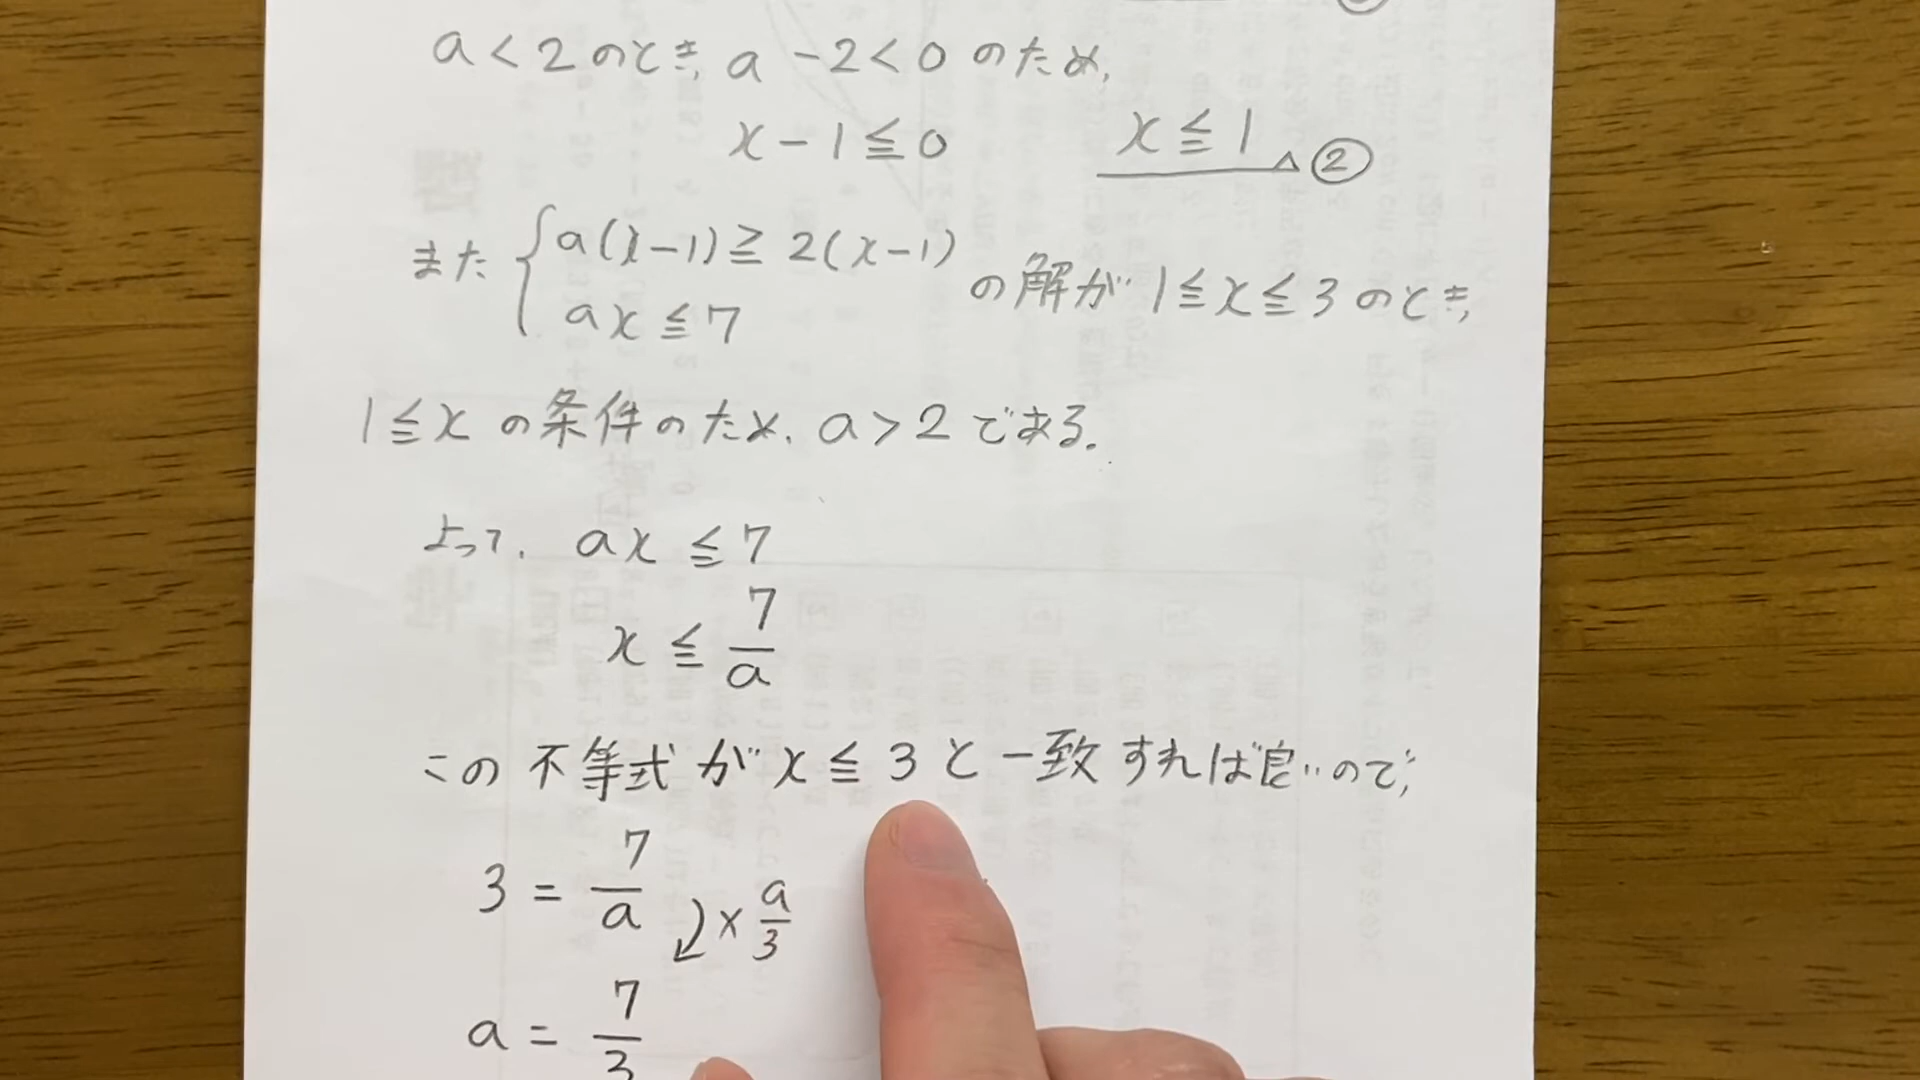 a < 2 のとき, a - 2 < 0 のため,
x - 1 ≦ 0 x ≦ 1 ②
また { a(x-1) ≧ 2(x-1)
ax ≦ 7 の解が 1 ≦ x ≦ 3 のとき,
1 ≦ x の条件のため, a > 2 である.
よって, ax ≦ 7
x ≦ 7/a
この不等式が x ≦ 3 と一致すれば良いので,
3 = 7/a × a/3
a = 7/3